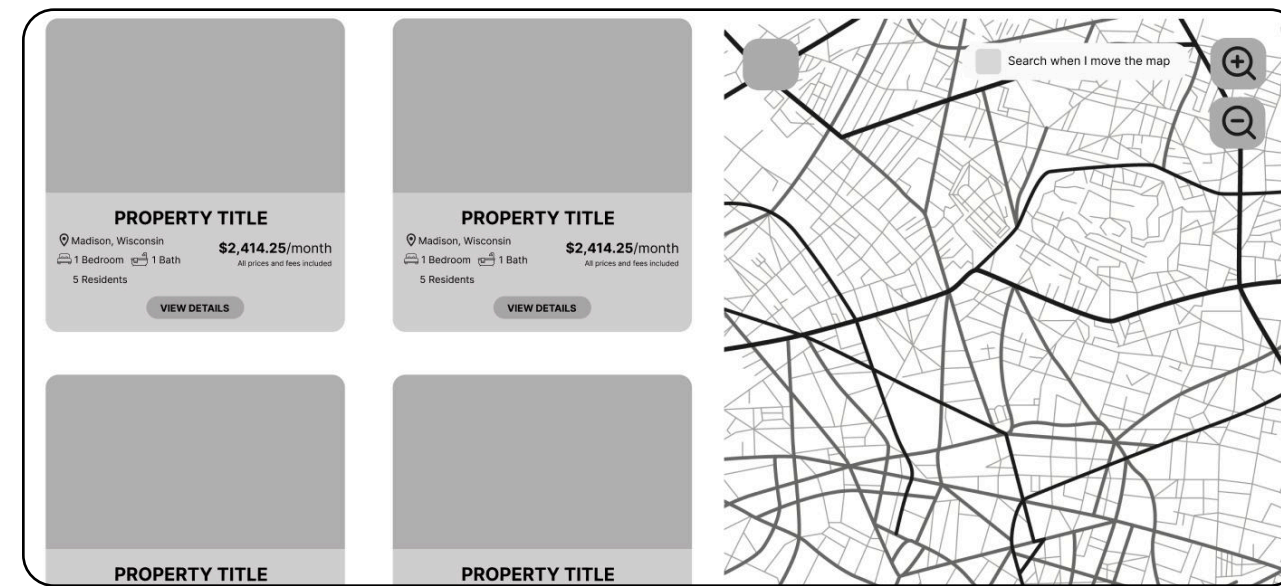 PROPERTY TITLE
Madison, Wisconsin
$2,414.25/month
1 Bedroom 1 Bath
All prices and fees included
5 Residents
VIEW DETAILS
PROPERTY TITLE
Madison, Wisconsin
$2,414.25/month
1 Bedroom 1 Bath
All prices and fees included
5 Residents
VIEW DETAILS
PROPERTY TITLE
PROPERTY TITLE
Search when I move the map